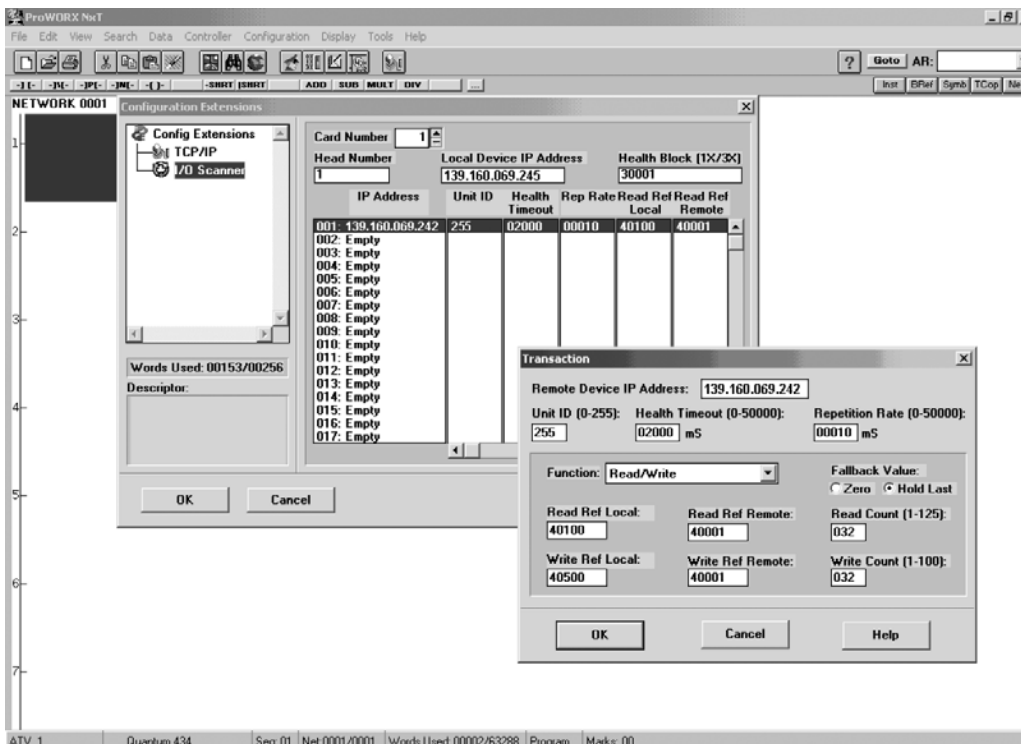 ProWORX NxT
File Edit View Search Data Controller Configuration Display Tools Help
? Goto AR:
-] [- -]\[- -]P[- -]N[- -( )- -SHRT |SHRT ADD SUB MULT DIV ... Inst BRef Symb TCop Ne
NETWORK 0001
Configuration Extensions
Config Extensions
TCP/IP
I/O Scanner
Words Used: 00153/00256
Descriptor:
Card Number 1
Head Number Local Device IP Address Health Block [1X/3X]
1 139.160.069.245 30001
IP Address Unit ID Health Timeout Rep Rate Read Ref Local Read Ref Remote
001: 139.160.069.242 255 02000 00010 40100 40001
002: Empty
003: Empty
004: Empty
005: Empty
006: Empty
007: Empty
008: Empty
009: Empty
010: Empty
011: Empty
012: Empty
013: Empty
014: Empty
015: Empty
016: Empty
017: Empty
OK Cancel
Transaction
Remote Device IP Address: 139.160.069.242
Unit ID (0-255): Health Timeout (0-50000): Repetition Rate (0-50000):
255 02000 mS 00010 mS
Function: Read/Write Fallback Value:
Zero Hold Last
Read Ref Local: Read Ref Remote: Read Count (1-125):
40100 40001 032
Write Ref Local: Write Ref Remote: Write Count (1-100):
40500 40001 032
OK Cancel Help
1
2
3
4
5
6
7
ATV_1 Quantum 434 Seg: 01 Net:0001/0001 Words Used: 00002/63288 Program Marks: 00